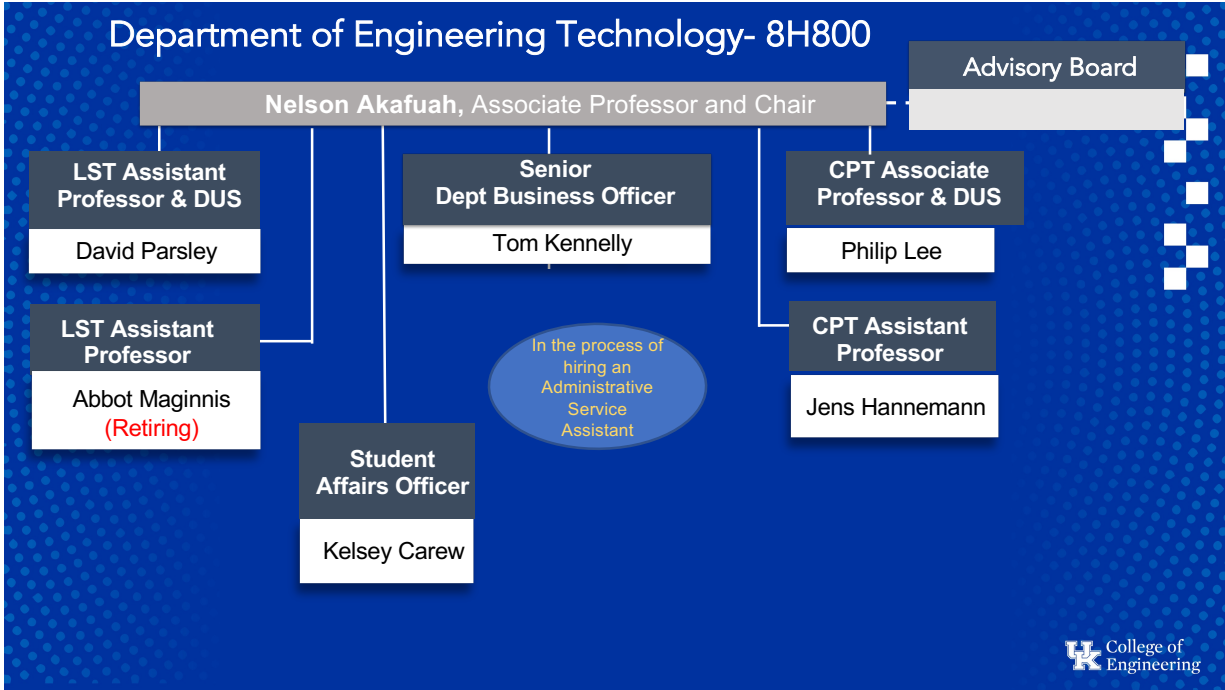 Department of Engineering Technology- 8H800
Advisory Board
Nelson Akafuah, Associate Professor and Chair
LST Assistant
Professor & DUS
David Parsley
Senior
Dept Business Officer
Tom Kennelly
CPT Associate
Professor & DUS
Philip Lee
LST Assistant
Professor
Abbot Maginnis
(Retiring)
In the process of
hiring an
Administrative
Service
Assistant
CPT Assistant
Professor
Jens Hannemann
Student
Affairs Officer
Kelsey Carew
UK College of
Engineering